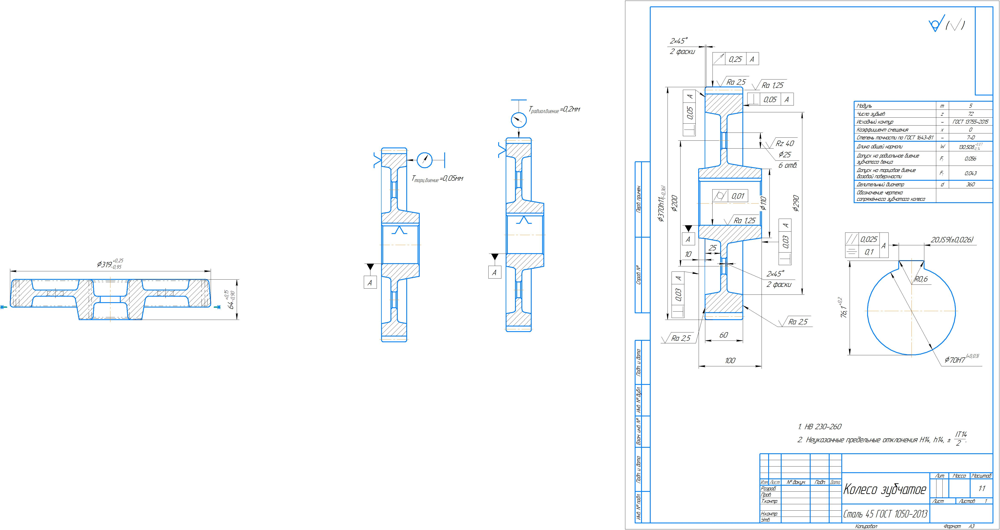 ϕ319 +0,25 -0,95
64 +0,15 -0,90
Tторц.биение =0,05мм
A
Tрадиал.биение =0,2мм
A
( )
2×45°
2 фаски
0,25 A
Ra 2,5
Ra 1,25
0,05 A
0,05 A
Rz 40
ϕ25
6 отв.
ϕ370h11(-0,36)
ϕ200
0,01
ϕ110
ϕ290
Ra 1,25
A
0,03 A
25
10
2×45°
2 фаски
0,03 A
Ra 2,5
Ra 2,5
60
100
Модуль m 5
Число зубьев z 72
Исходный контур – ГОСТ 13755-2015
Коэффициент смещения x 0
Степень точности по ГОСТ 1643-81 – 7-D
Длина общей нормали W 130,508 -0,07 -0,14
Допуск на радиальное биение
зубчатого венца Fr 0,056
Допуск на торцовое биение
базовой поверхности FT 0,043
Делительный диаметр d 360
Обозначение чертежа
сопряжённого зубчатого колеса
0,025
0,1
A
20JS9(±0,026)
R0,6
76,1 +0,2
ϕ70H7 (+0,03)
1. HB 230-260
2. Неуказанные предельные отклонения H14, h14, ± IT14
2 .
Перв. примен.
Справ. №
Подп. и дата
Инв. № дубл.
Взам. инв. №
Подп. и дата
Инв. № подл.
Изм. Лист № докум. Подп. Дата
Разраб.
Пров.
Т.контр.
Н.контр.
Утв.
Колесо зубчатое
Лит. Масса Масштаб
1:1
Лист Листов 1
Сталь 45 ГОСТ 1050-2013
Копировал Формат A3